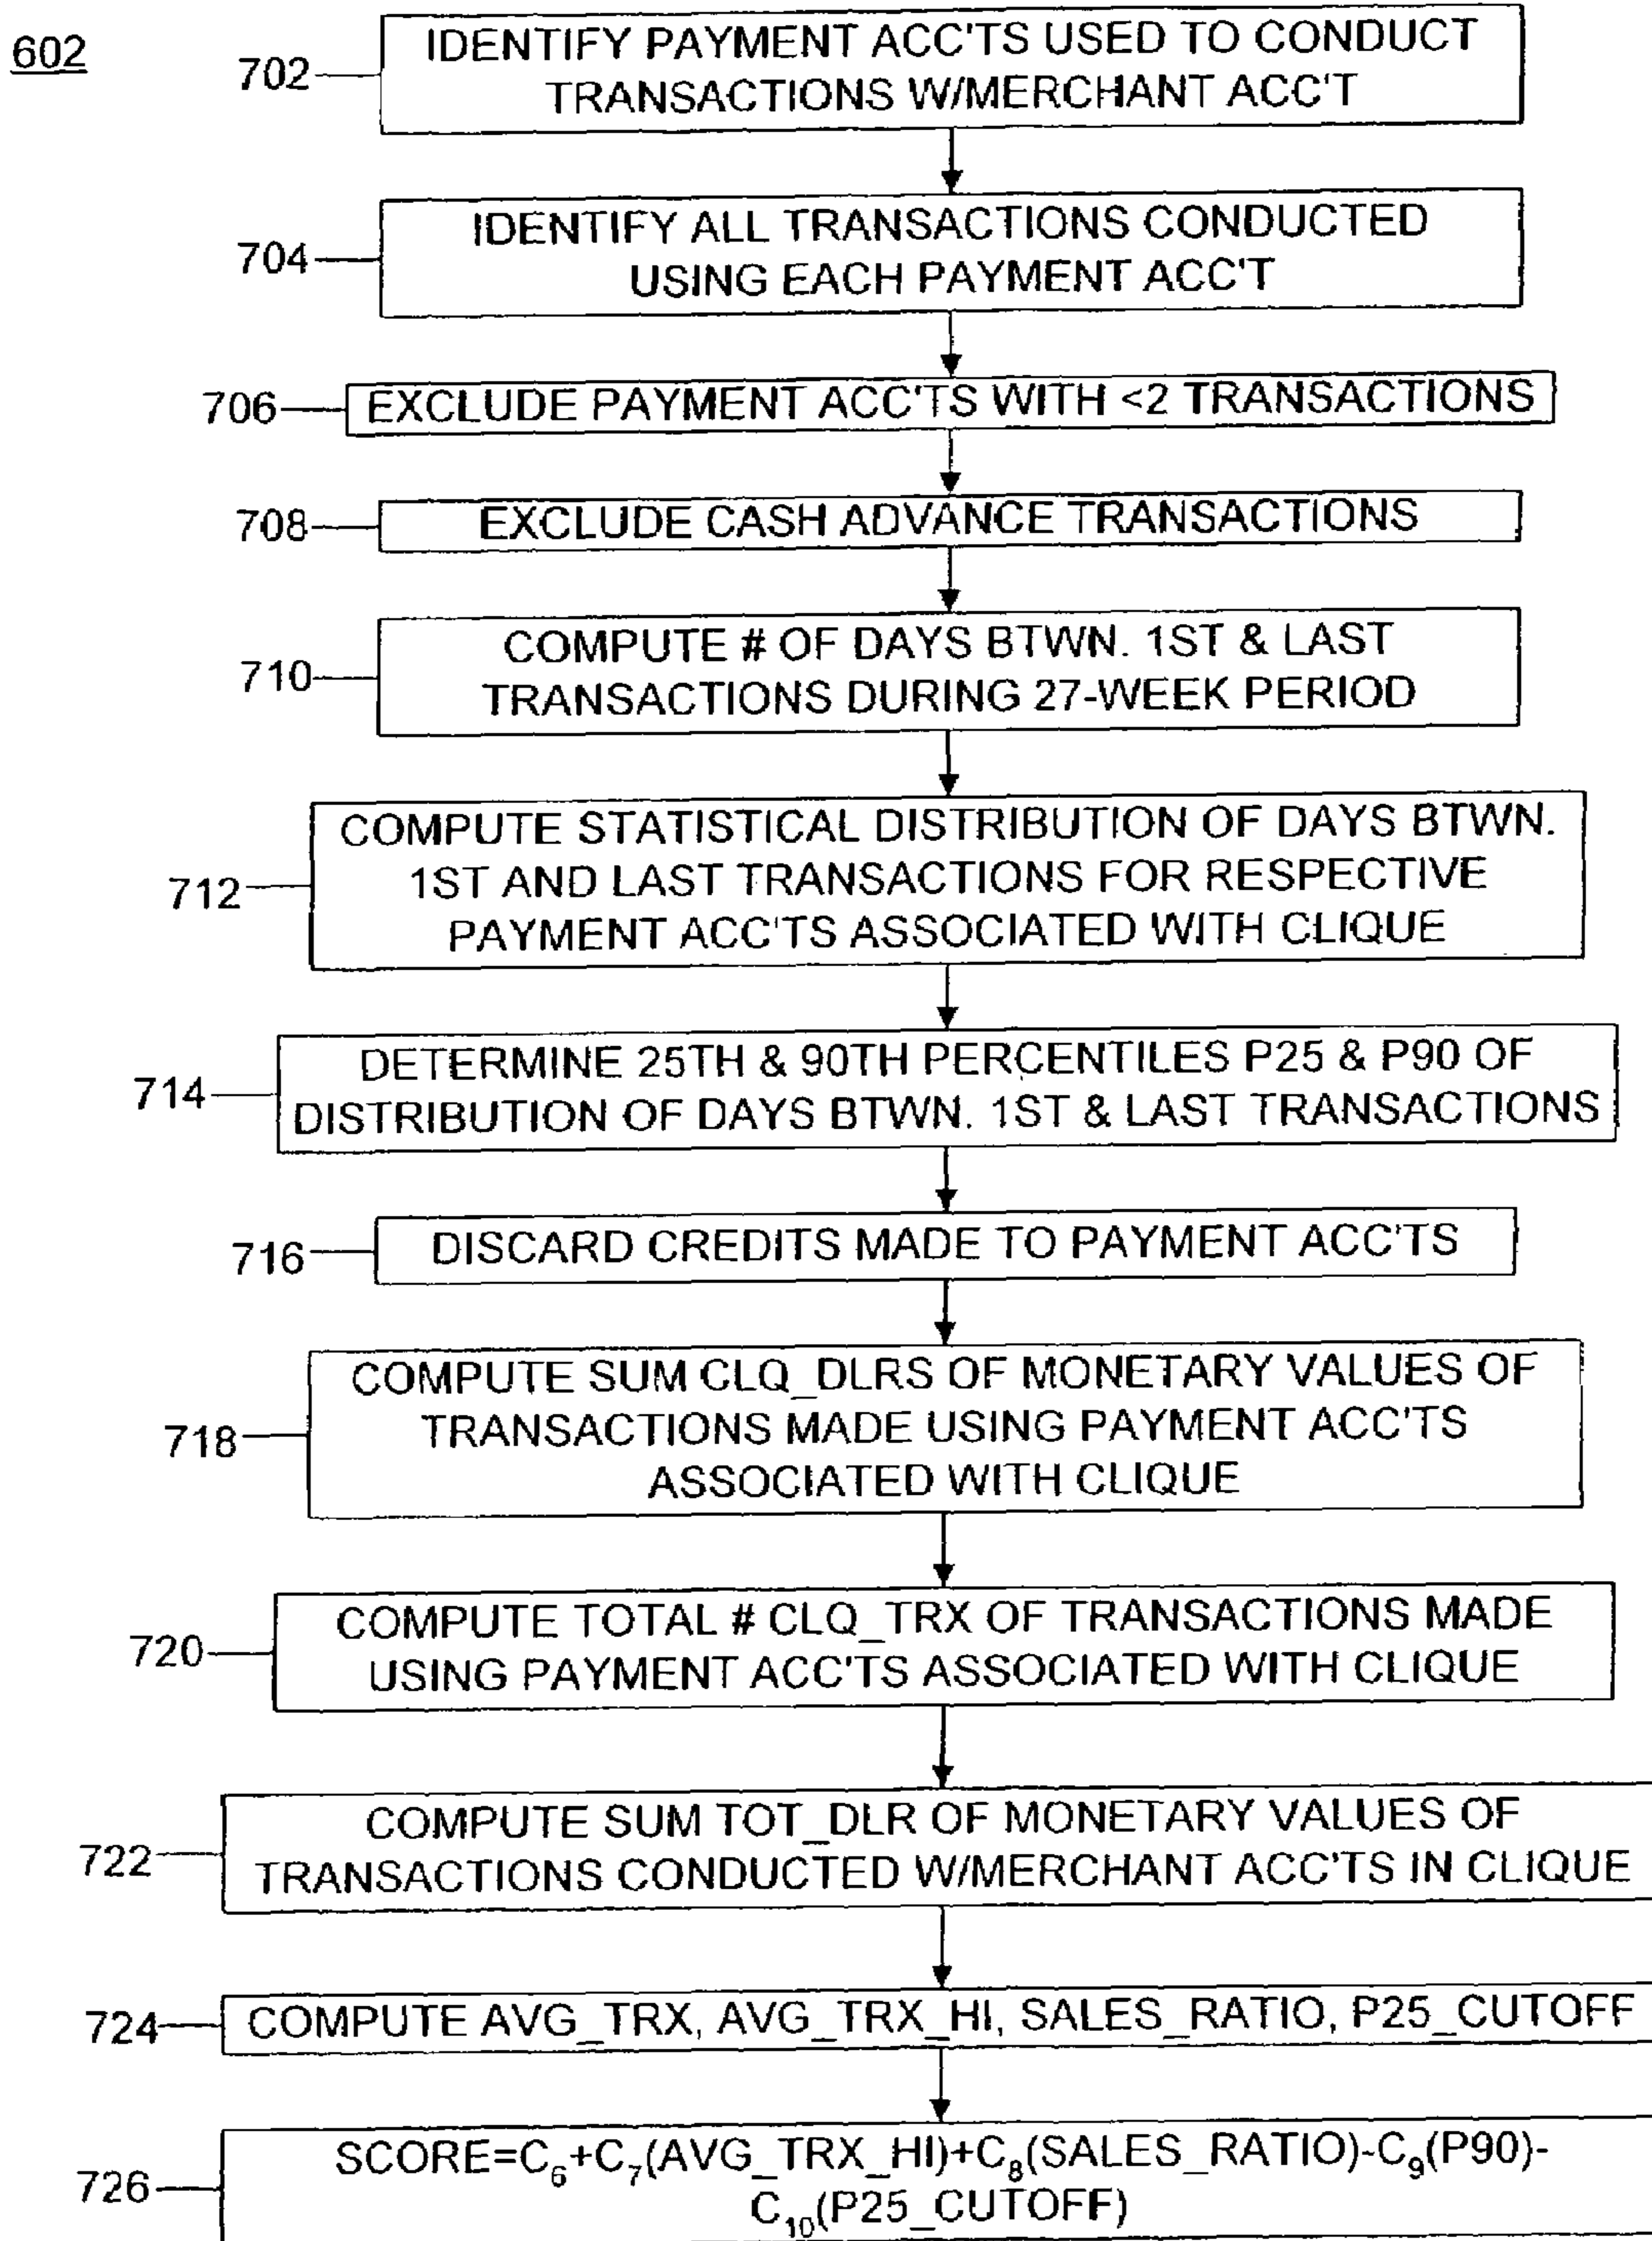 602
702
IDENTIFY PAYMENT ACC'TS USED TO CONDUCT
TRANSACTIONS W/MERCHANT ACC'T
704
IDENTIFY ALL TRANSACTIONS CONDUCTED
USING EACH PAYMENT ACC'T
706
EXCLUDE PAYMENT ACC'TS WITH <2 TRANSACTIONS
708
EXCLUDE CASH ADVANCE TRANSACTIONS
710
COMPUTE # OF DAYS BTWN. 1ST & LAST
TRANSACTIONS DURING 27-WEEK PERIOD
712
COMPUTE STATISTICAL DISTRIBUTION OF DAYS BTWN.
1ST AND LAST TRANSACTIONS FOR RESPECTIVE
PAYMENT ACC'TS ASSOCIATED WITH CLIQUE
714
DETERMINE 25TH & 90TH PERCENTILES P25 & P90 OF
DISTRIBUTION OF DAYS BTWN. 1ST & LAST TRANSACTIONS
716
DISCARD CREDITS MADE TO PAYMENT ACC'TS
718
COMPUTE SUM CLQ_DLRS OF MONETARY VALUES OF
TRANSACTIONS MADE USING PAYMENT ACC'TS
ASSOCIATED WITH CLIQUE
720
COMPUTE TOTAL # CLQ_TRX OF TRANSACTIONS MADE
USING PAYMENT ACC'TS ASSOCIATED WITH CLIQUE
722
COMPUTE SUM TOT_DLR OF MONETARY VALUES OF
TRANSACTIONS CONDUCTED W/MERCHANT ACC'TS IN CLIQUE
724
COMPUTE AVG_TRX, AVG_TRX_HI, SALES_RATIO, P25_CUTOFF
726
SCORE=C₆+C₇(AVG_TRX_HI)+C₈(SALES_RATIO)-C₉(P90)-
C₁₀(P25_CUTOFF)